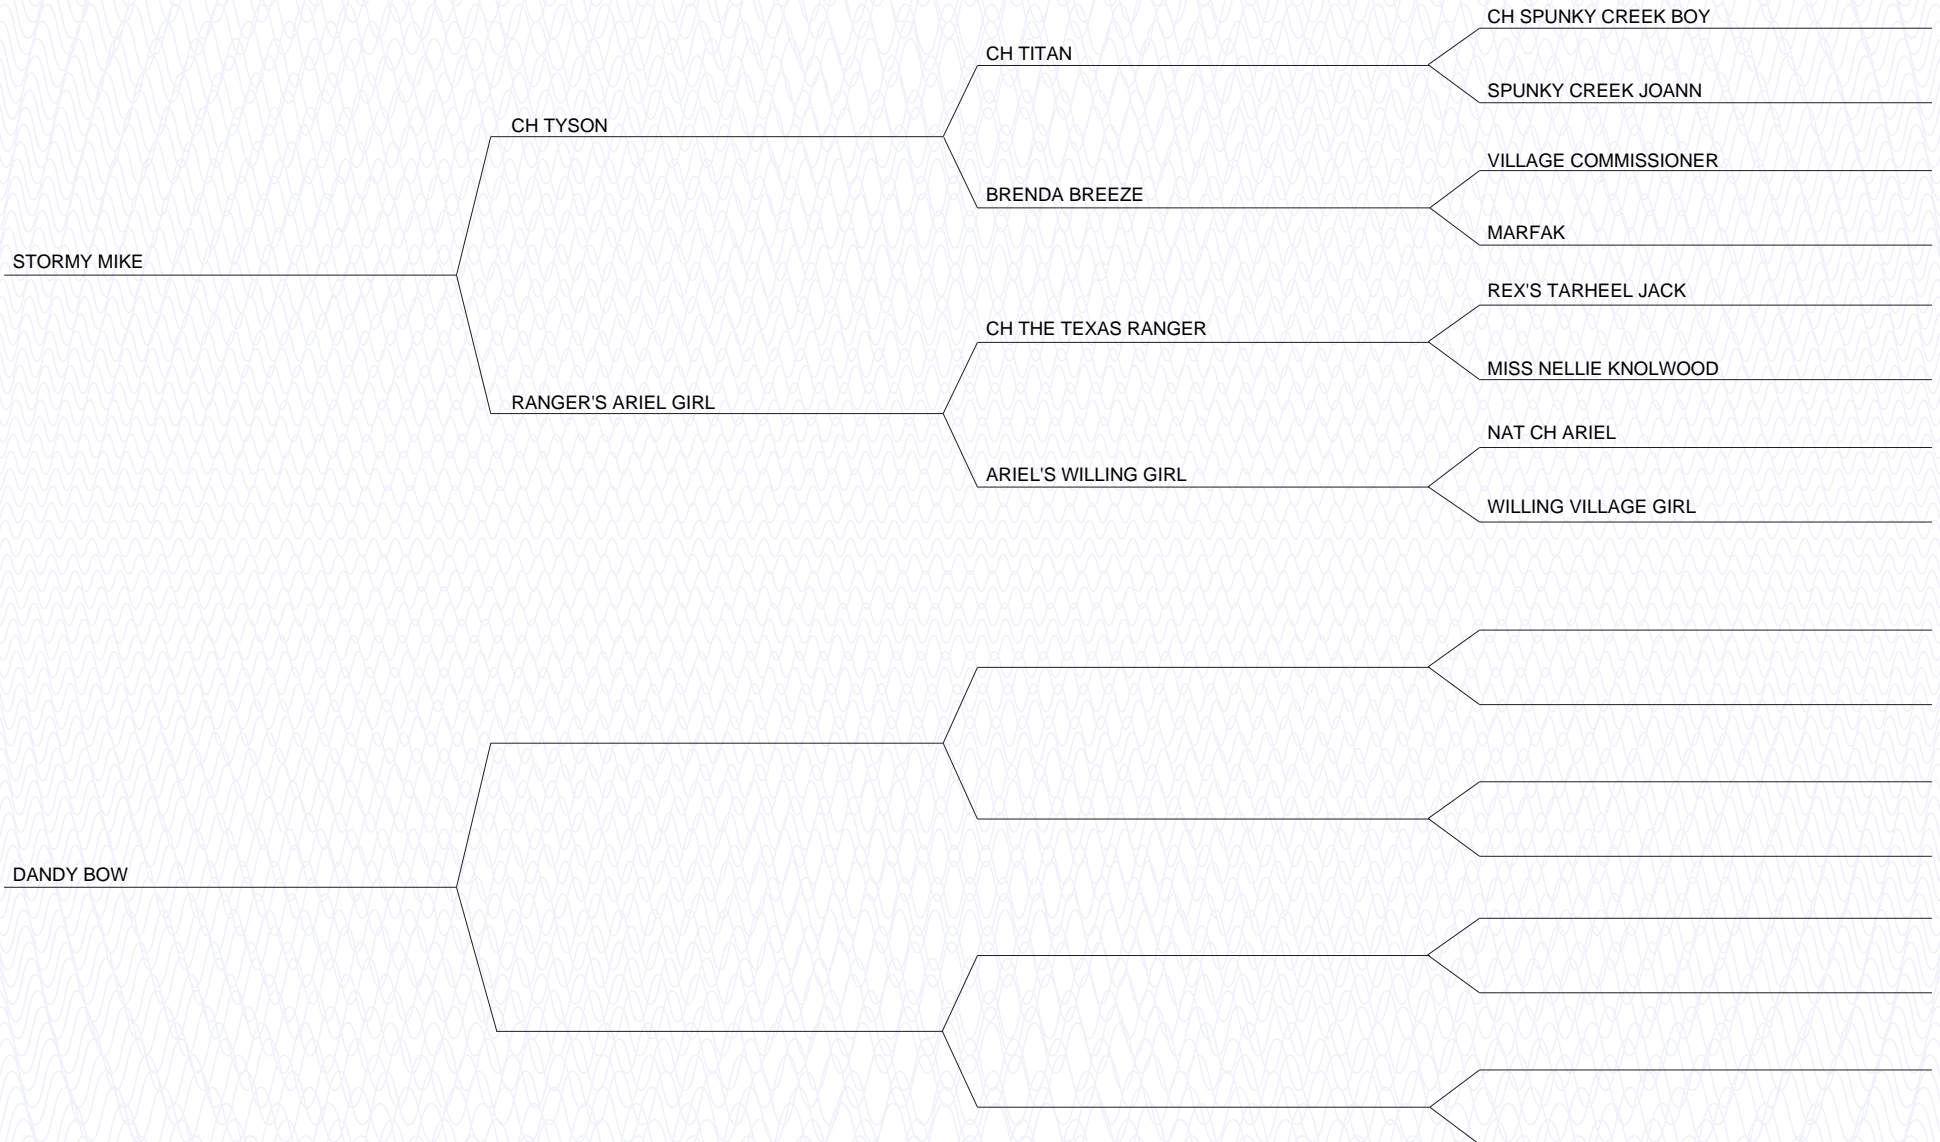 CH SPUNKY CREEK BOY
CH TITAN
SPUNKY CREEK JOANN
CH TYSON
VILLAGE COMMISSIONER
BRENDA BREEZE
MARFAK
STORMY MIKE
REX'S TARHEEL JACK
CH THE TEXAS RANGER
MISS NELLIE KNOLWOOD
RANGER'S ARIEL GIRL
NAT CH ARIEL
ARIEL'S WILLING GIRL
WILLING VILLAGE GIRL
DANDY BOW